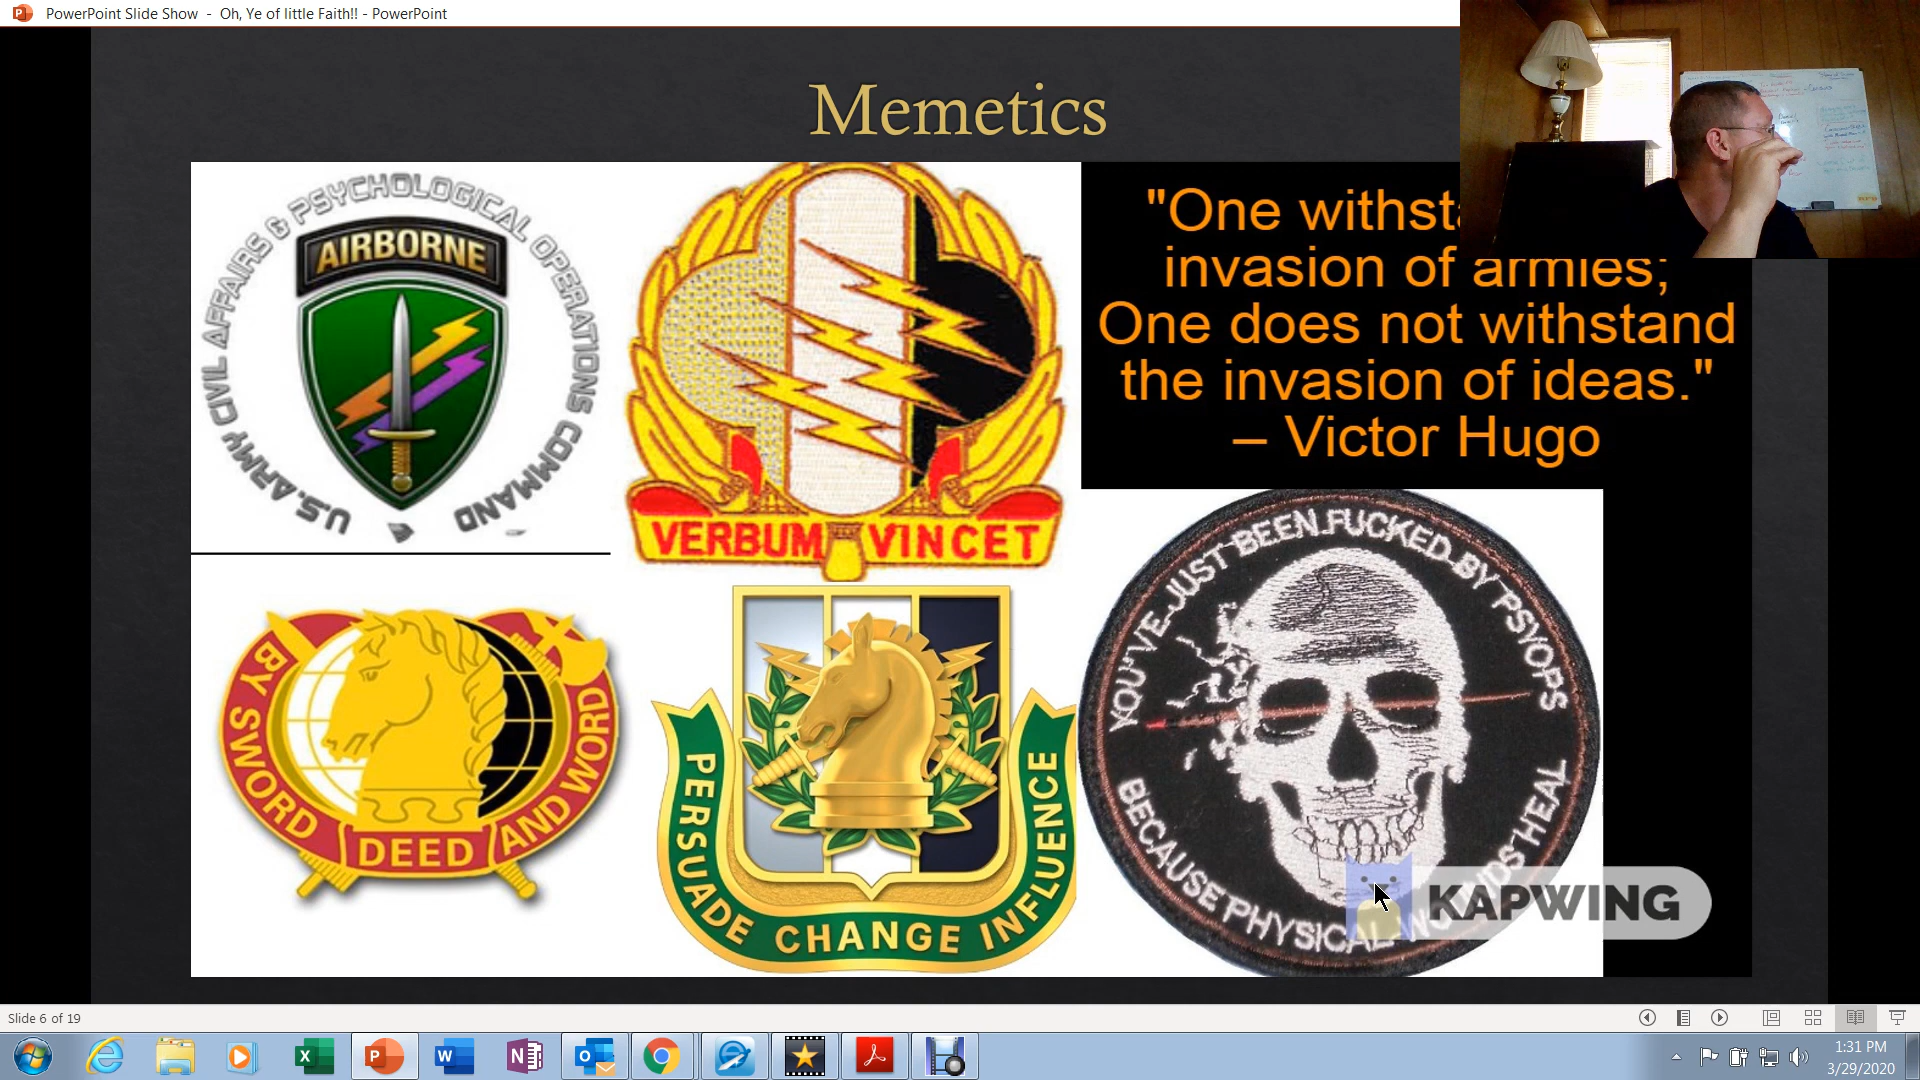 PowerPoint Slide Show - Oh, Ye of little Faith!! - PowerPoint
Memetics
U.S. ARMY CIVIL AFFAIRS & PSYCHOLOGICAL OPERATIONS COMMAND
AIRBORNE
VERBUM VINCET
"One withsta
invasion of armies;
One does not withstand
the invasion of ideas."
– Victor Hugo
BY SWORD DEED AND WORD
PERSUADE CHANGE INFLUENCE
YOU'VE JUST BEEN FUCKED BY PSYOPS
BECAUSE PHYSICAL WOUNDS HEAL
KAPWING
Slide 6 of 19
1:31 PM
3/29/2020